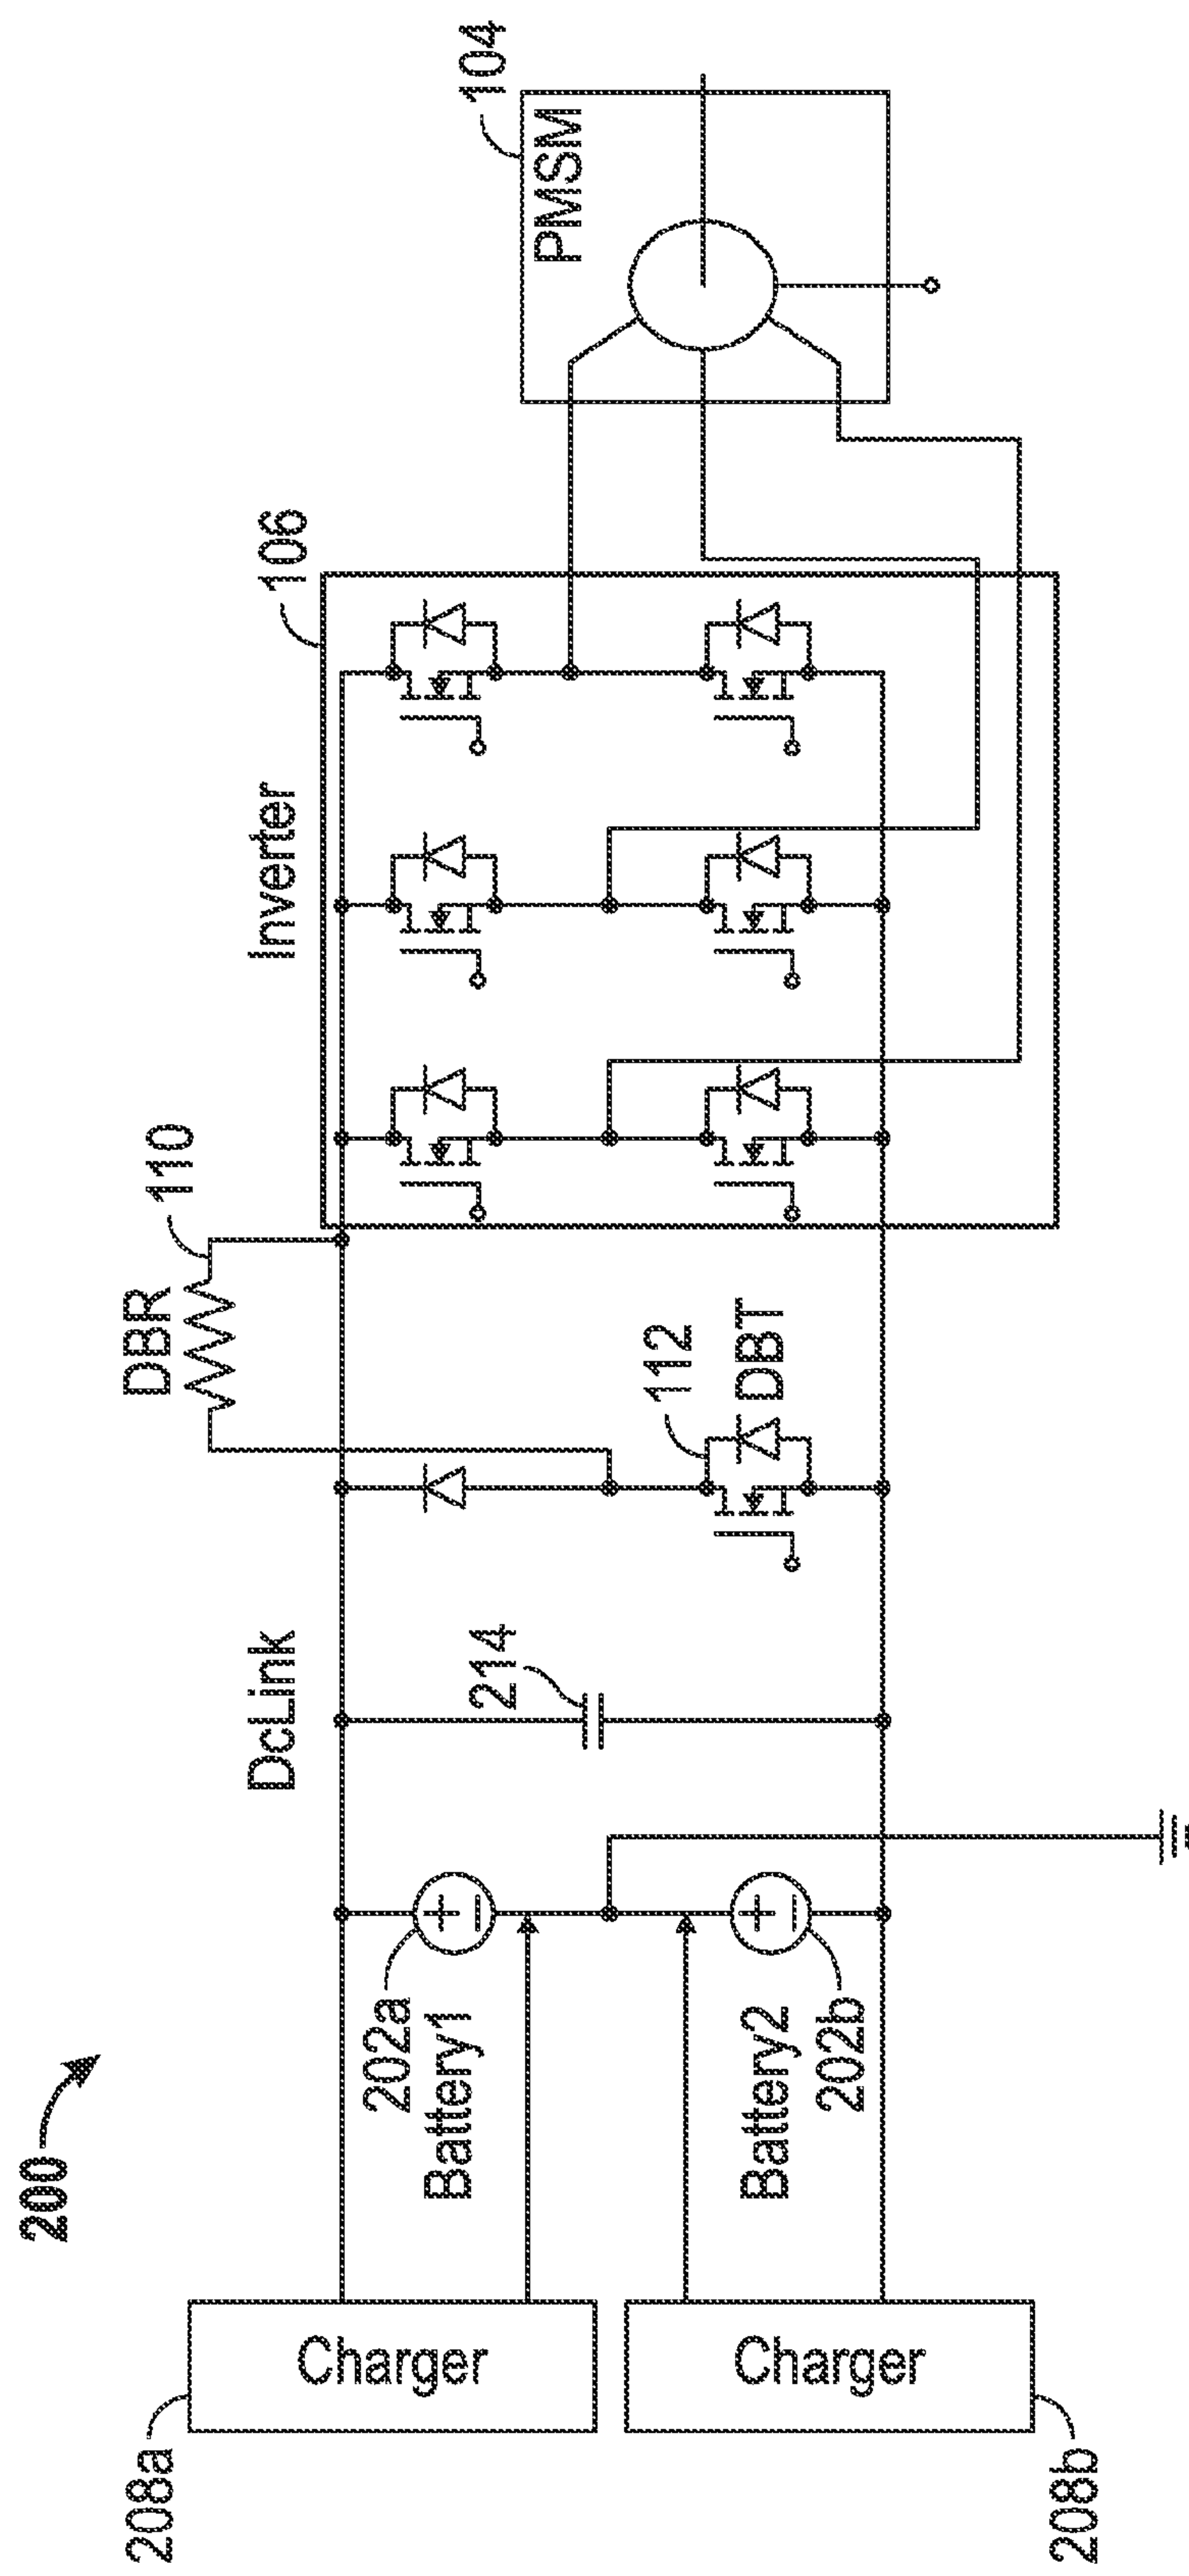 200
208a
Charger
208b
Charger
202a
Battery1
Battery2
202b
DcLink
214
DBR
110
112
DBT
Inverter
106
104
PMSM